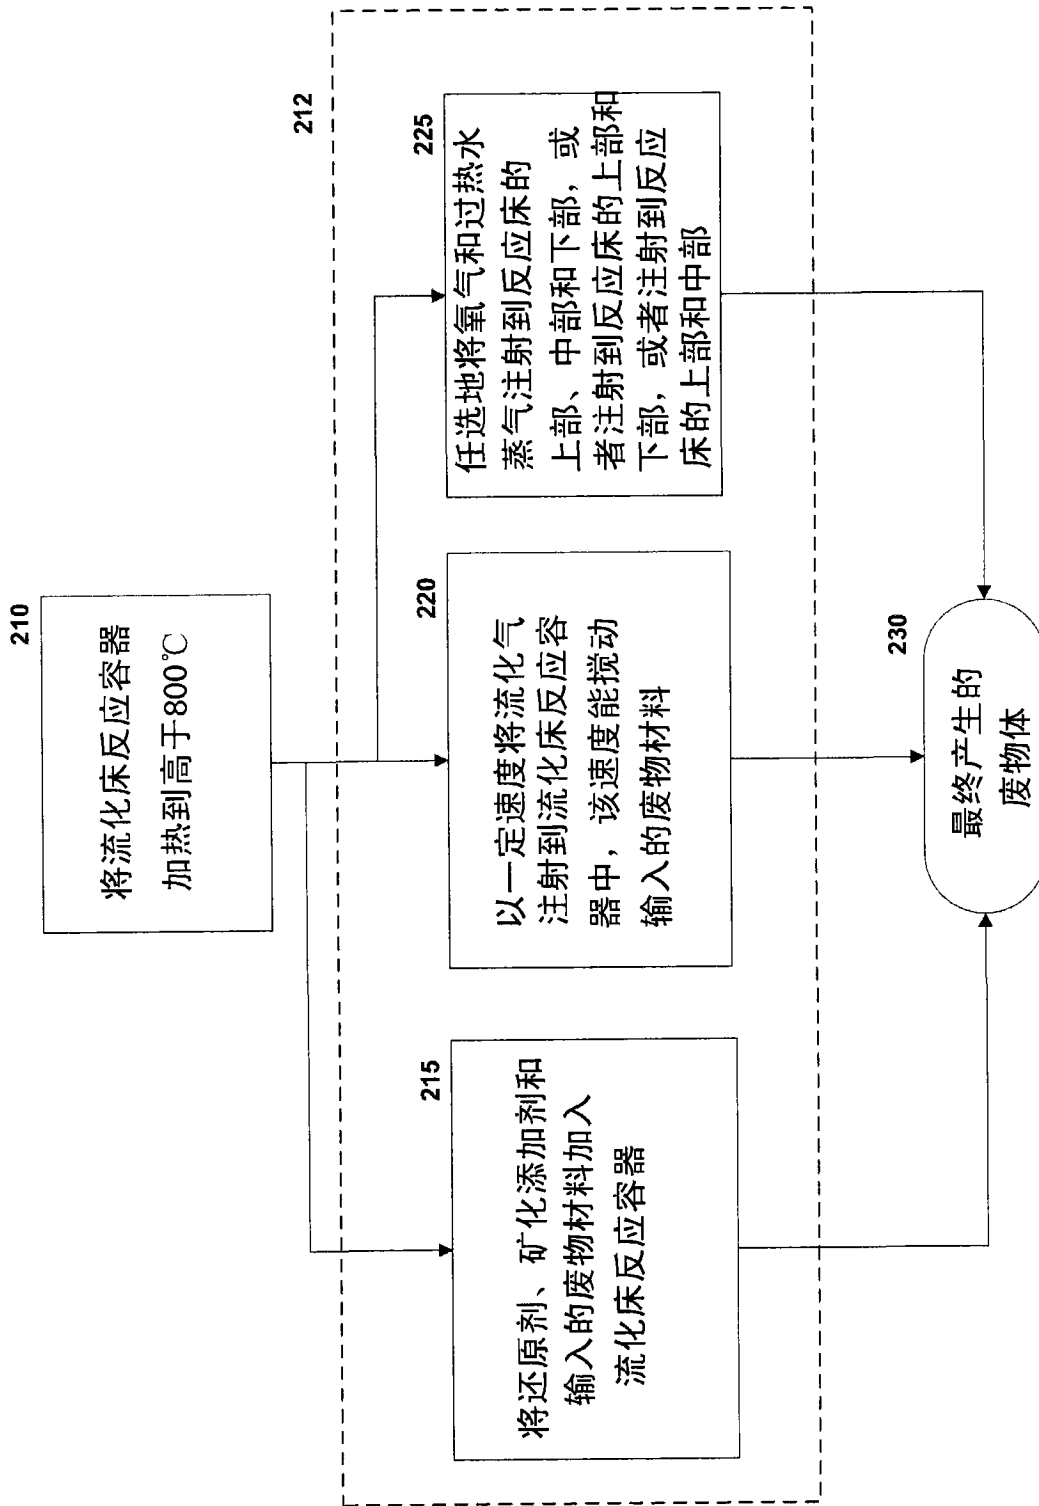 210
将流化床反应容器
加热到高于800℃
212
215
将还原剂、矿化添加剂和
输入的废物材料加入
流化床反应容器
220
以一定速度将流化气
注射到流化床反应容
器中，该速度能搅动
输入的废物材料
225
任选地将氧气和过热水
蒸气注射到反应床的
上部、中部和下部，或
者注射到反应床的上部和
下部，或者注射到反应
床的上部和中部
230
最终产生的
废物体